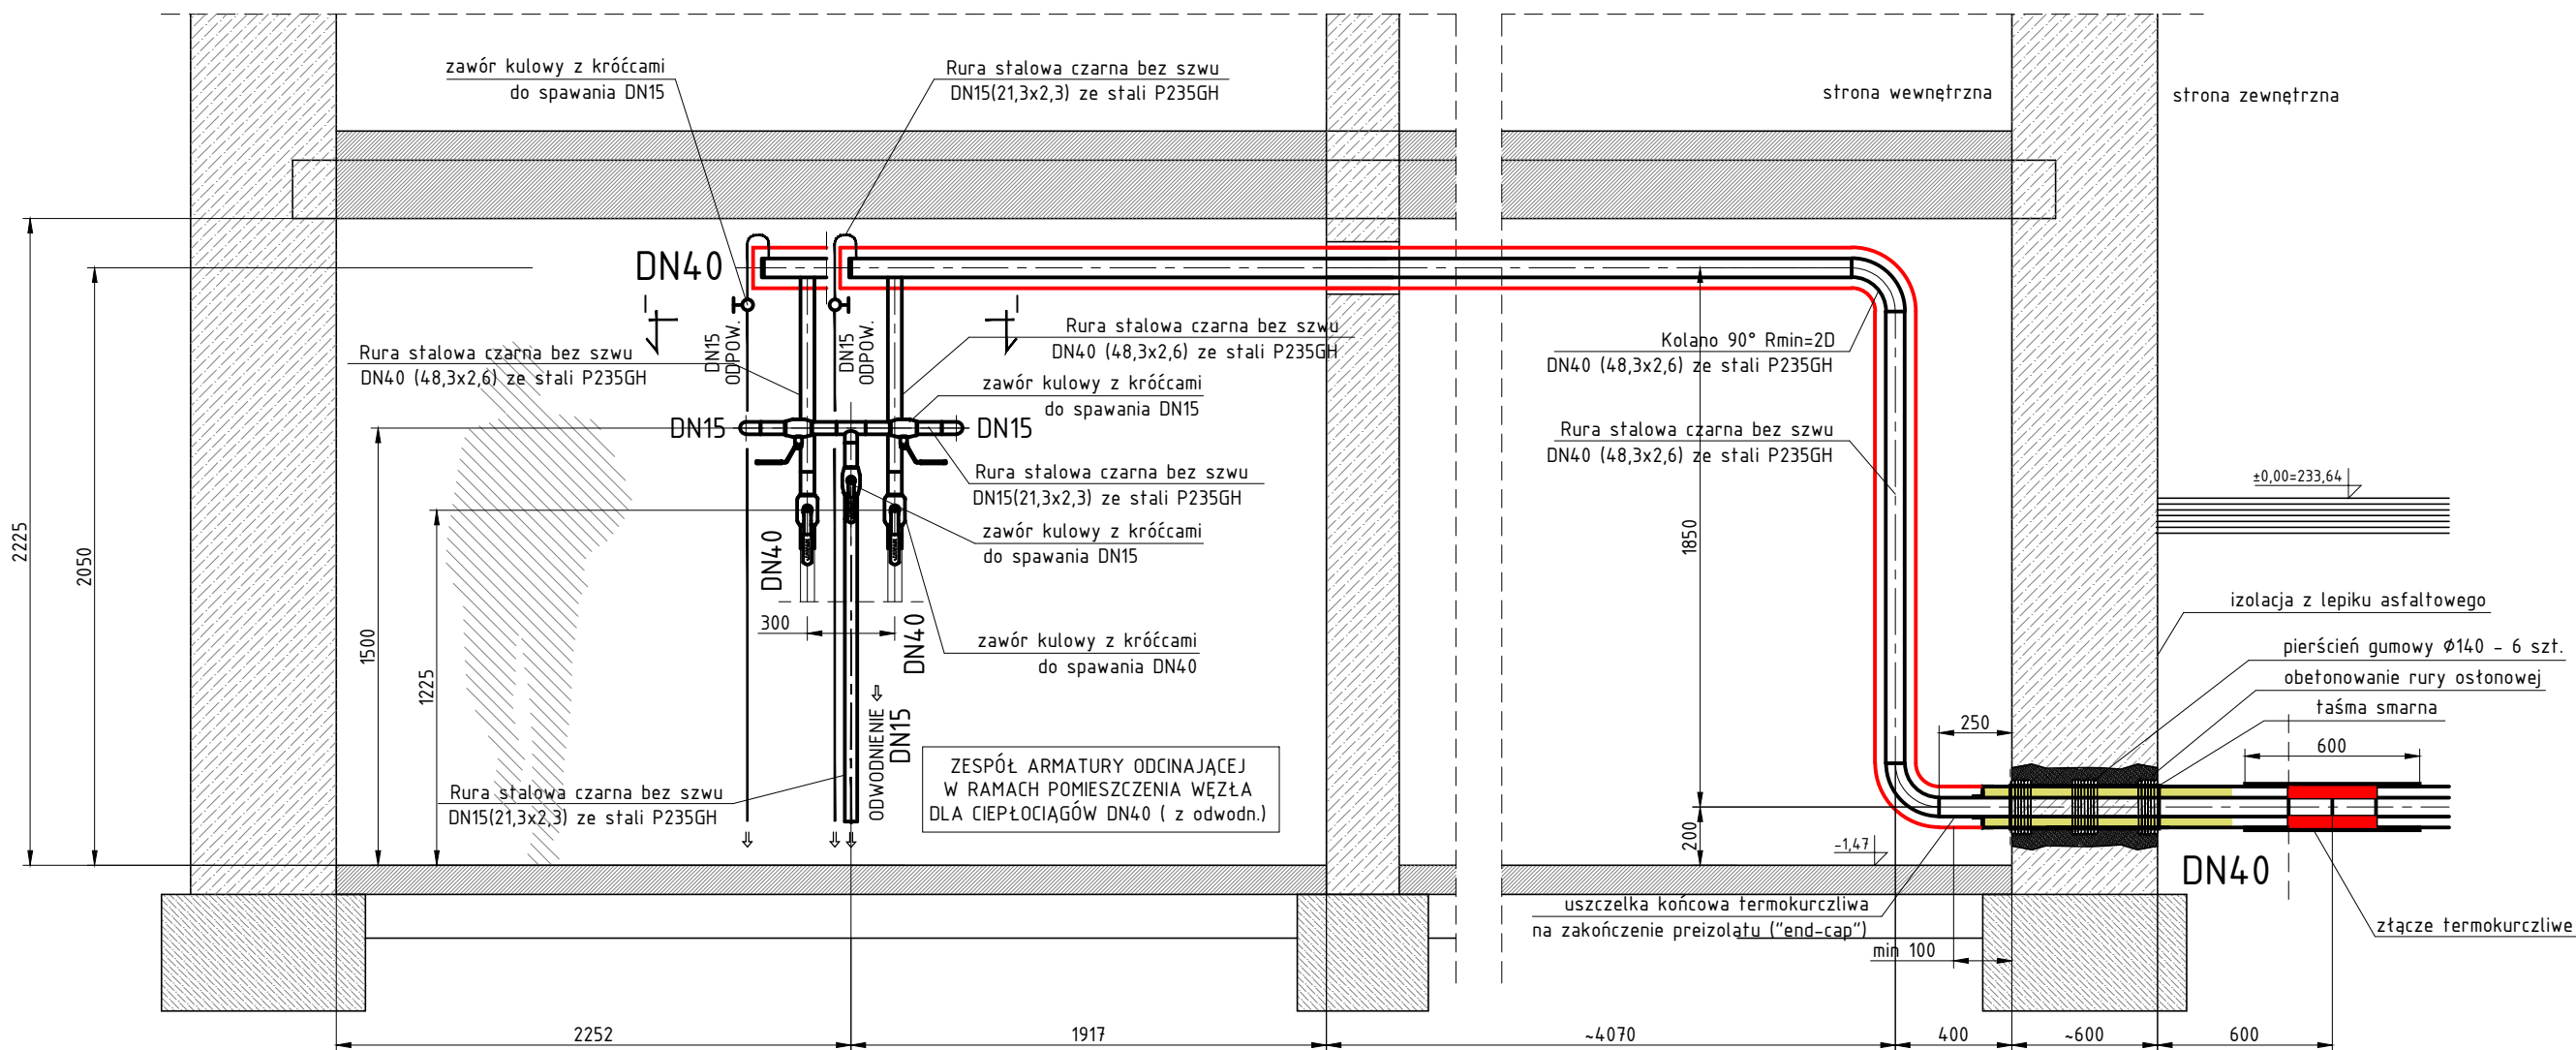 zawór kulowy z króćcami
do spawania DN15
Rura stalowa czarna bez szwu
DN15(21,3x2,3) ze stali P235GH
strona wewnętrzna
strona zewnętrzna
DN40
I
I
DN15
ODPOW.
DN15
ODPOW.
Rura stalowa czarna bez szwu
DN40 (48,3x2,6) ze stali P235GH
Rura stalowa czarna bez szwu
DN40 (48,3x2,6) ze stali P235GH
zawór kulowy z króćcami
do spawania DN15
Kolano 90° Rmin=2D
DN40 (48,3x2,6) ze stali P235GH
DN15
DN15
Rura stalowa czarna bez szwu
DN40 (48,3x2,6) ze stali P235GH
Rura stalowa czarna bez szwu
DN15(21,3x2,3) ze stali P235GH
±0,00=233,64
zawór kulowy z króćcami
do spawania DN15
2225
2050
1500
1225
1850
DN40
300
DN40
zawór kulowy z króćcami
do spawania DN40
izolacja z lepiku asfaltowego
pierścień gumowy Ø140 - 6 szt.
obetonowanie rury osłonowej
taśma smarna
250
600
ODWODNIENIE
DN15
ZESPÓŁ ARMATURY ODCINAJĄCEJ
W RAMACH POMIESZCZENIA WĘZŁA
DLA CIEPŁOCIĄGÓW DN40 ( z odwodn.)
Rura stalowa czarna bez szwu
DN15(21,3x2,3) ze stali P235GH
200
-1,47
DN40
uszczelka końcowa termokurczliwa
na zakończenie preizolatu ("end-cap")
min 100
złącze termokurczliwe
2252
1917
~4070
400
~600
600